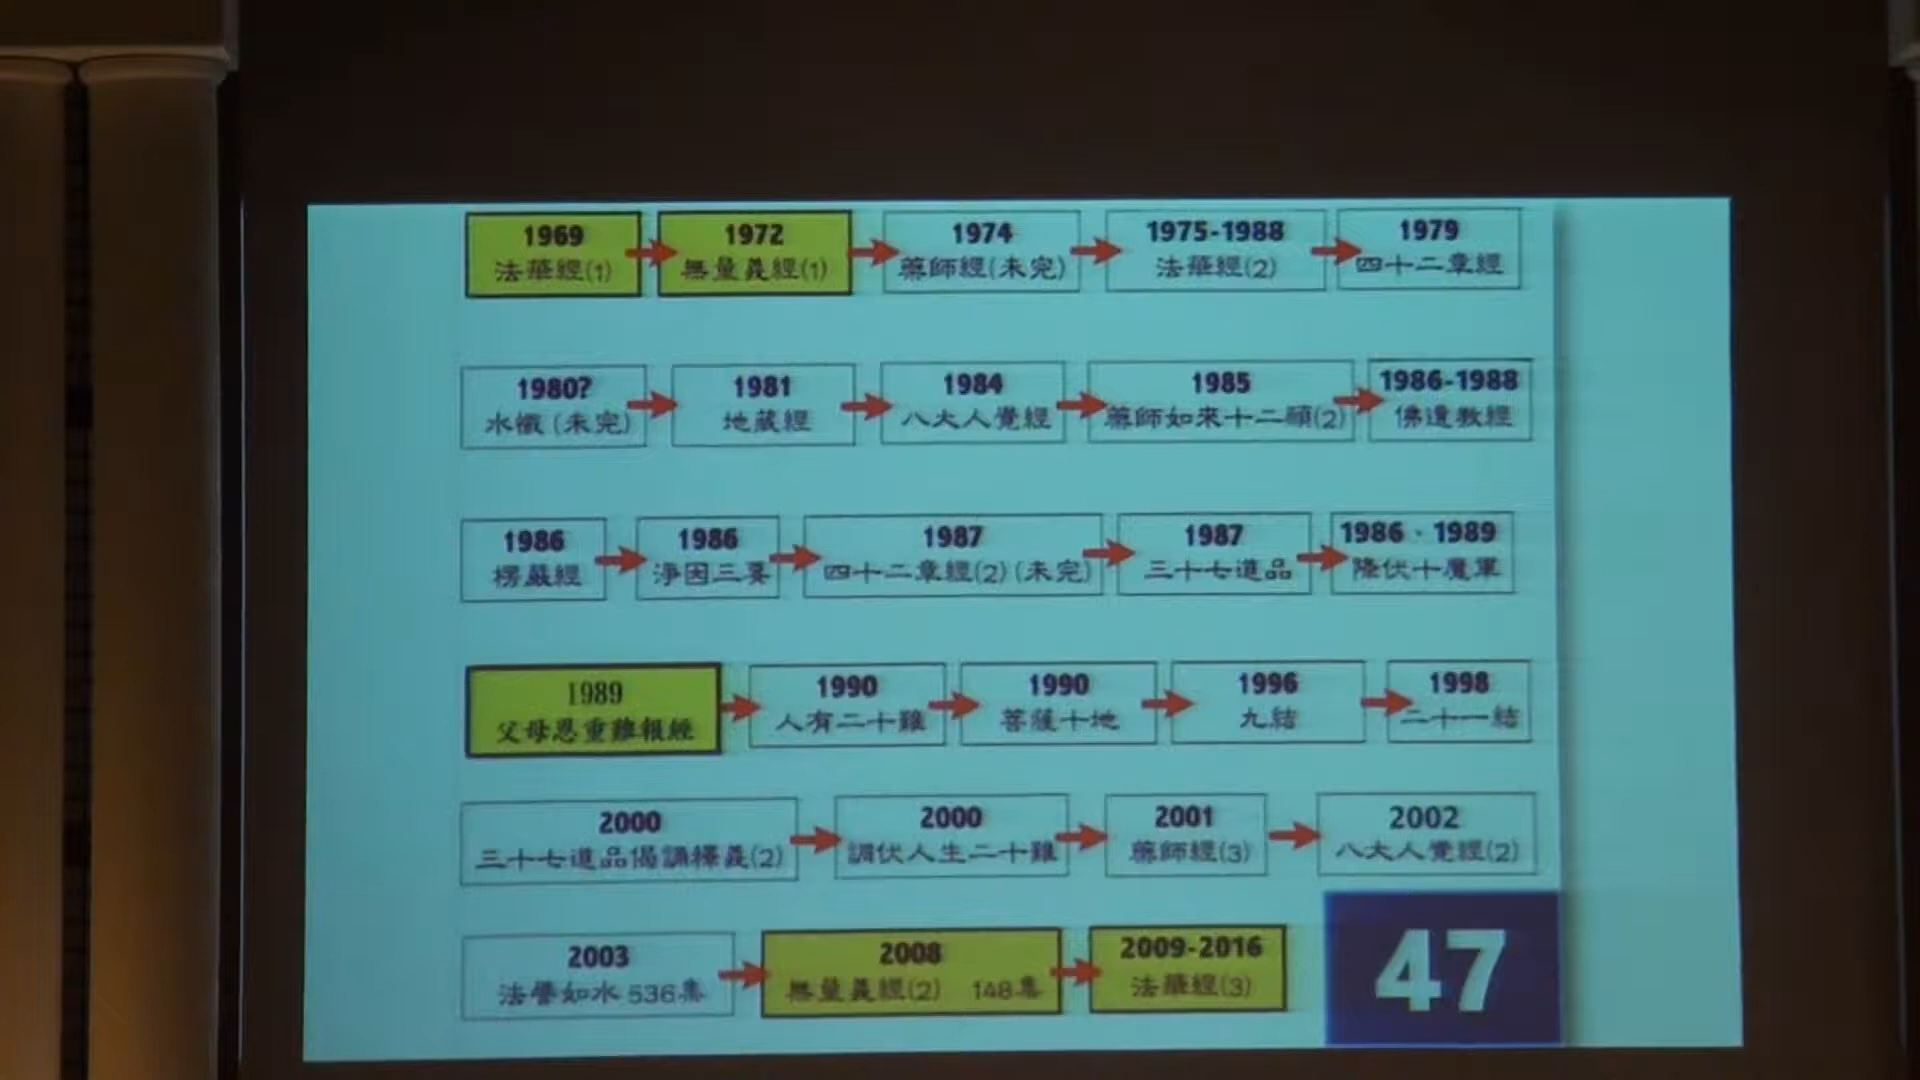 1969
法華經(1)
1972
無量義經(1)
1974
藥師經(未完)
1975-1988
法華經(2)
1979
四十二章經
1980?
水懺(未完)
1981
地藏經
1984
八大人覺經
1985
藥師如來十二願(2)
1986-1988
佛遺教經
1986
楞嚴經
1986
淨因三要
1987
四十二章經(2)(未完)
1987
三十七道品
1986、1989
降伏十魔軍
1989
父母恩重難報經
1990
人有二十難
1990
菩薩十地
1996
九結
1998
二十一結
2000
三十七道品偈誦釋義(2)
2000
調伏人生二十難
2001
藥師經(3)
2002
八大人覺經(2)
2003
法譬如水 536集
2008
無量義經(2) 148集
2009-2016
法華經(3)
47